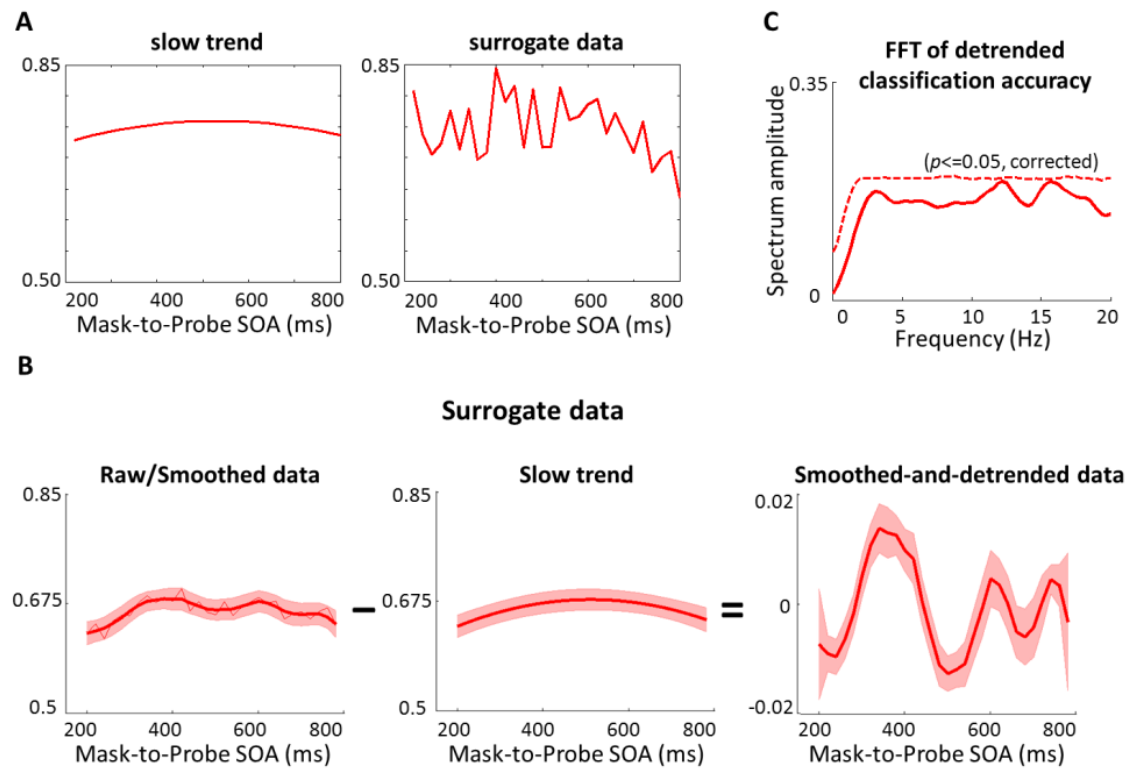 A
slow trend
0.85
0.50
200 400 600 800
Mask-to-Probe SOA (ms)
surrogate data
0.85
0.50
200 400 600 800
Mask-to-Probe SOA (ms)
C
FFT of detrended
classification accuracy
0.35
0
Spectrum amplitude
(p<=0.05, corrected)
0 5 10 15 20
Frequency (Hz)
B
Surrogate data
Raw/Smoothed data
0.85
0.675
0.5
200 400 600 800
Mask-to-Probe SOA (ms)
–
Slow trend
0.85
0.675
0.5
200 400 600 800
Mask-to-Probe SOA (ms)
=
Smoothed-and-detrended data
0.02
0
-0.02
200 400 600 800
Mask-to-Probe SOA (ms)